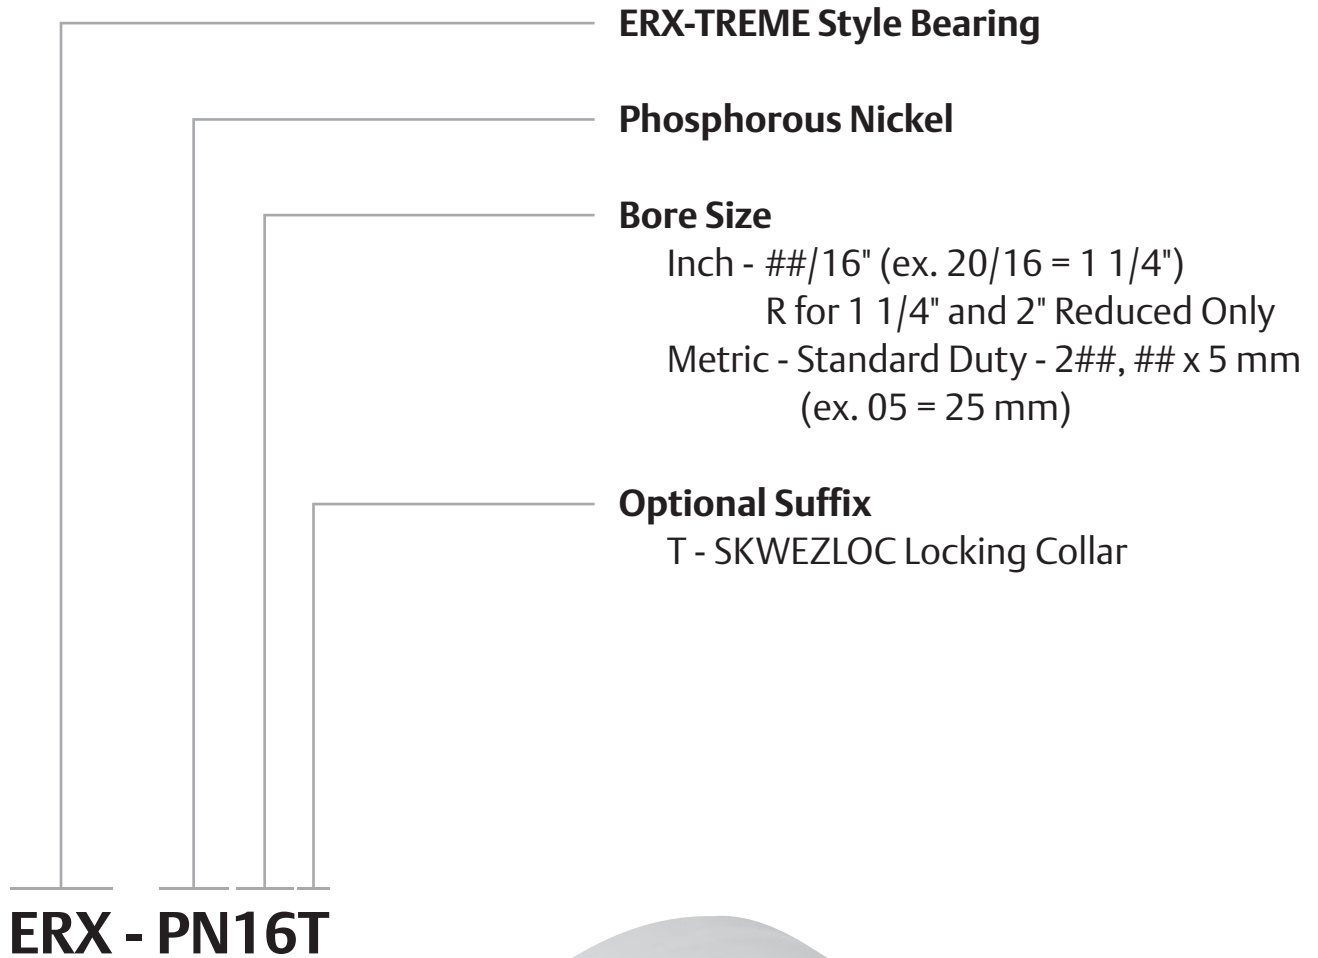 ERX-TREME Style Bearing
Phosphorous Nickel
Bore Size
Inch - ##/16" (ex. 20/16 = 1 1/4")
R for 1 1/4" and 2" Reduced Only
Metric - Standard Duty - 2##, ## x 5 mm
(ex. 05 = 25 mm)
Optional Suffix
T - SKWEZLOC Locking Collar
ERX - PN16T